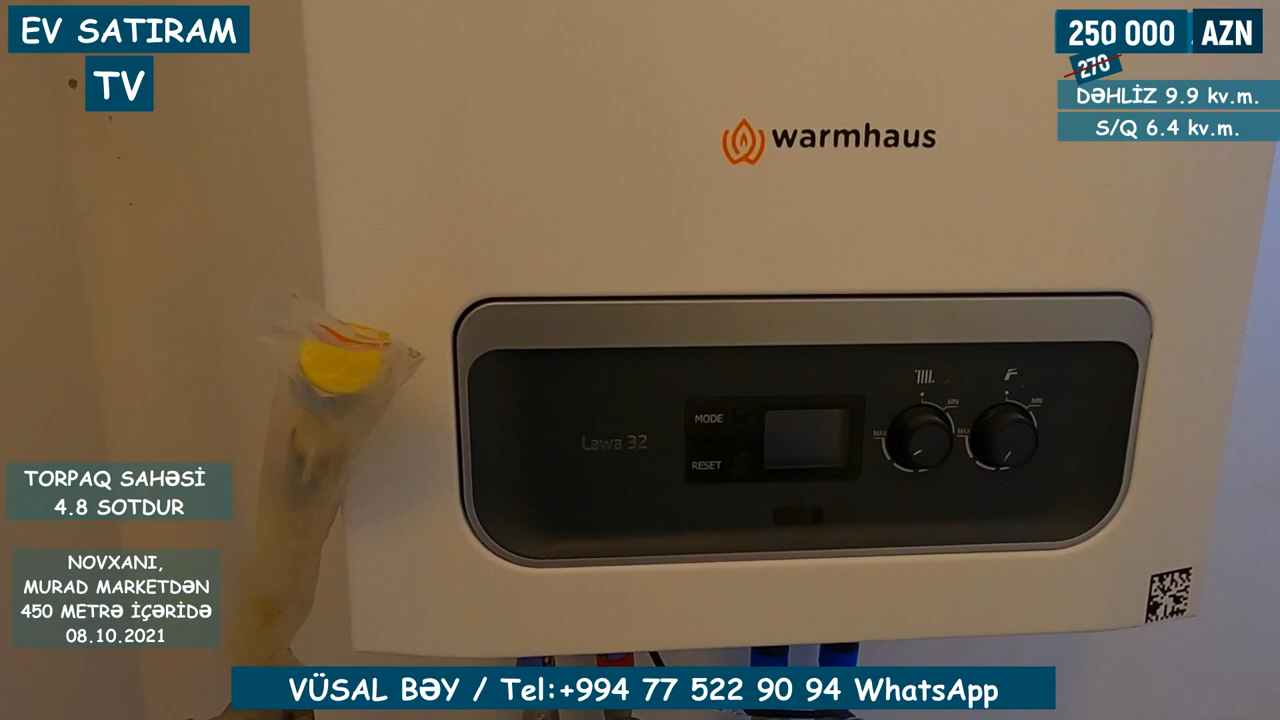 EV SATIRAM
TV
250 000 AZN
270
DƏHLİZ 9.9 kv.m.
S/Q 6.4 kv.m.
warmhaus
MODE
Lawa 32
RESET
MIN
MAX
MIN
MAX
TORPAQ SAHƏSİ
4.8 SOTDUR
NOVXANI,
MURAD MARKETDƏN
450 METRƏ İÇƏRİDƏ
08.10.2021
VÜSAL BƏY / Tel:+994 77 522 90 94 WhatsApp